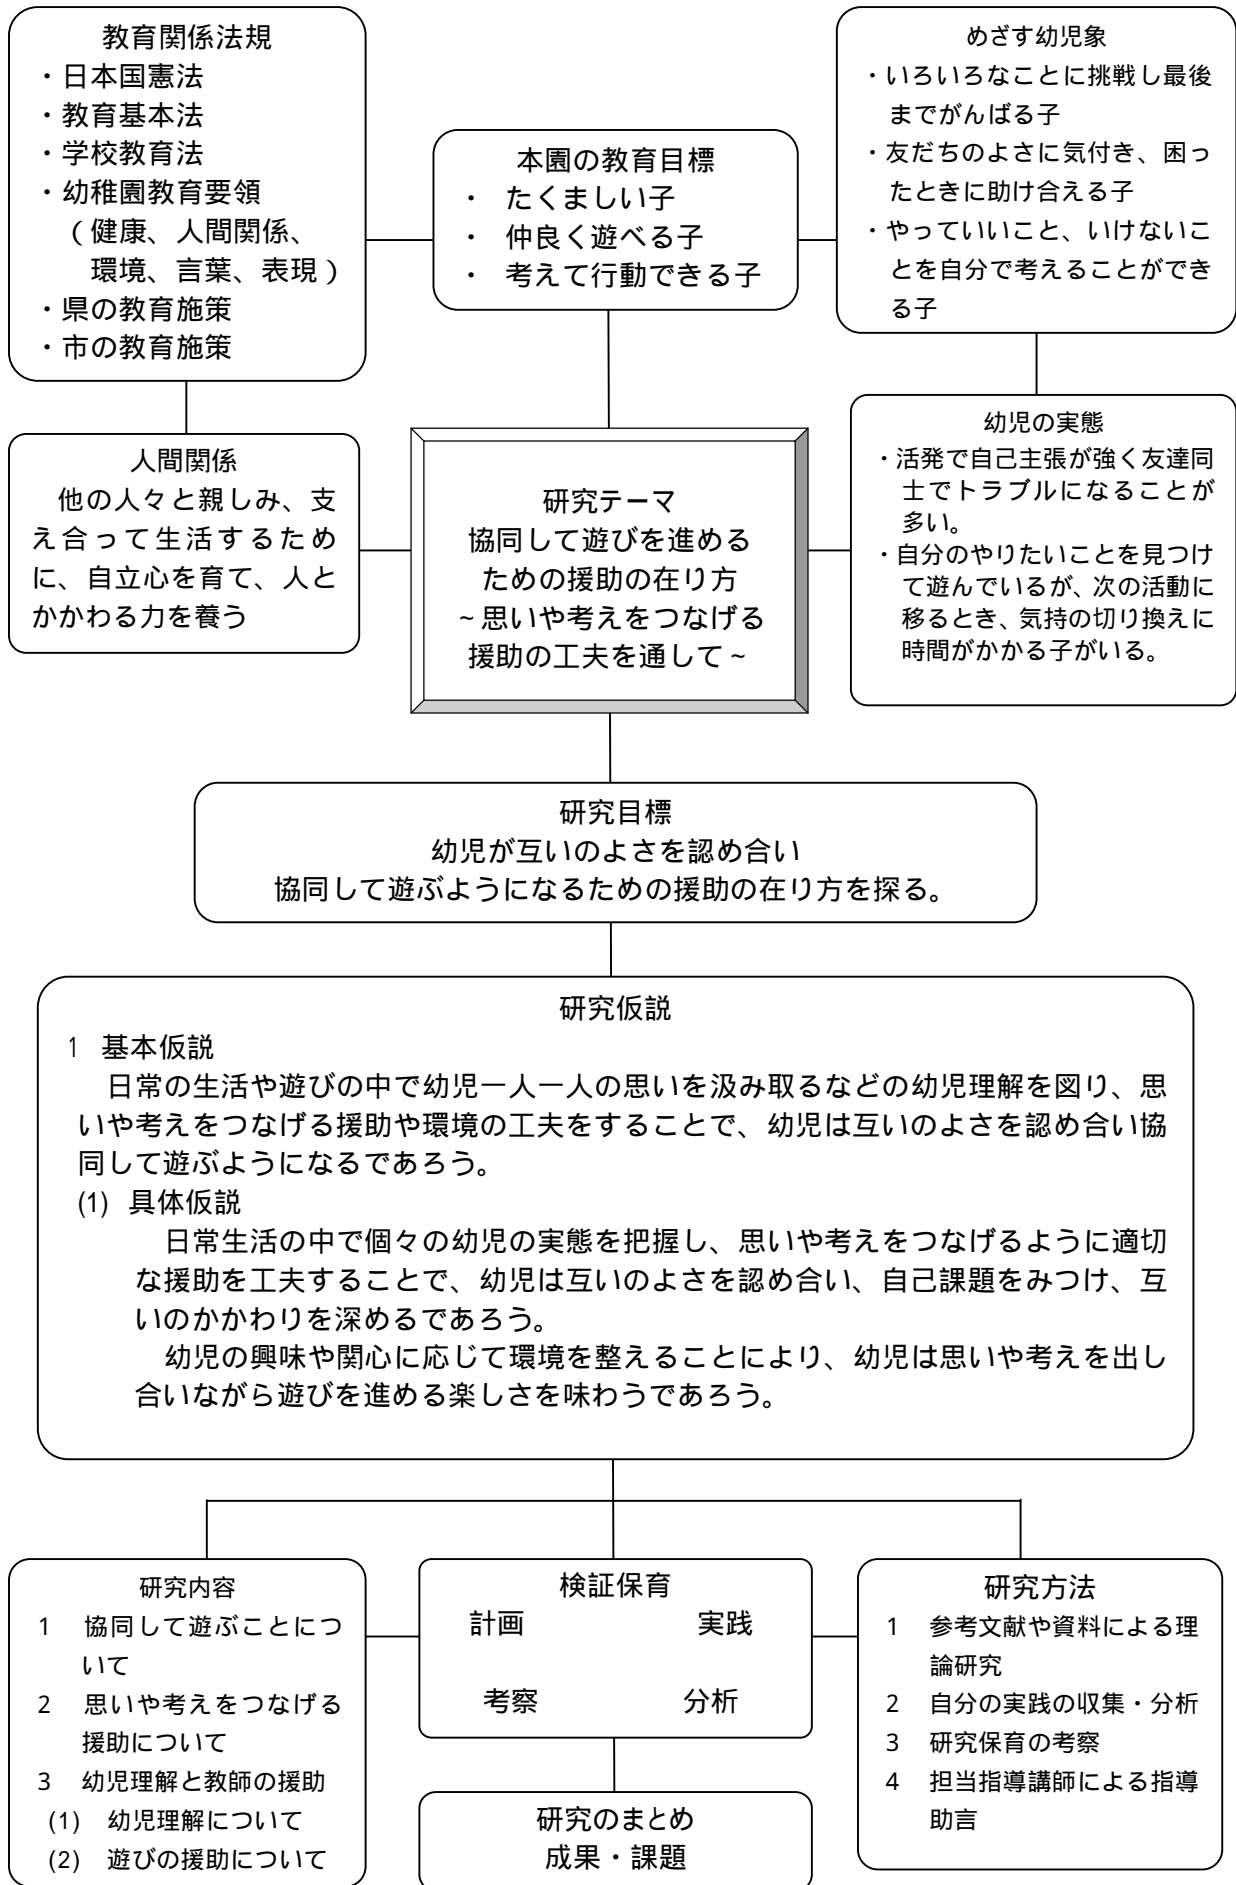 教育関係法規
・日本国憲法
・教育基本法
・学校教育法
・幼稚園教育要領
（健康、人間関係、
環境、言葉、表現）
・県の教育施策
・市の教育施策
本園の教育目標
・ たくましい子
・ 仲良く遊べる子
・ 考えて行動できる子
めざす幼児象
・いろいろなことに挑戦し最後
までがんばる子
・友だちのよさに気付き、困っ
たときに助け合える子
・やっていいこと、いけないこ
とを自分で考えることができ
る子
人間関係
他の人々と親しみ、支
え合って生活するため
に、自立心を育て、人と
かかわる力を養う
研究テーマ
協同して遊びを進める
ための援助の在り方
~思いや考えをつなげる
援助の工夫を通して~
幼児の実態
・活発で自己主張が強く友達同
士でトラブルになることが
多い。
・自分のやりたいことを見つけ
て遊んでいるが、次の活動に
移るとき、気持の切り換えに
時間がかかる子がいる。
研究目標
幼児が互いのよさを認め合い
協同して遊ぶようになるための援助の在り方を探る。
研究仮説
1 基本仮説
日常の生活や遊びの中で幼児一人一人の思いを汲み取るなどの幼児理解を図り、思
いや考えをつなげる援助や環境の工夫をすることで、幼児は互いのよさを認め合い協
同して遊ぶようになるであろう。
(1) 具体仮説
日常生活の中で個々の幼児の実態を把握し、思いや考えをつなげるように適切
な援助を工夫することで、幼児は互いのよさを認め合い、自己課題をみつけ、互
いのかかわりを深めるであろう。
幼児の興味や関心に応じて環境を整えることにより、幼児は思いや考えを出し
合いながら遊びを進める楽しさを味わうであろう。
研究内容
1 協同して遊ぶことにつ
いて
2 思いや考えをつなげる
援助について
3 幼児理解と教師の援助
(1) 幼児理解について
(2) 遊びの援助について
検証保育
計画 実践
考察 分析
研究のまとめ
成果・課題
研究方法
1 参考文献や資料による理
論研究
2 自分の実践の収集・分析
3 研究保育の考察
4 担当指導講師による指導
助言